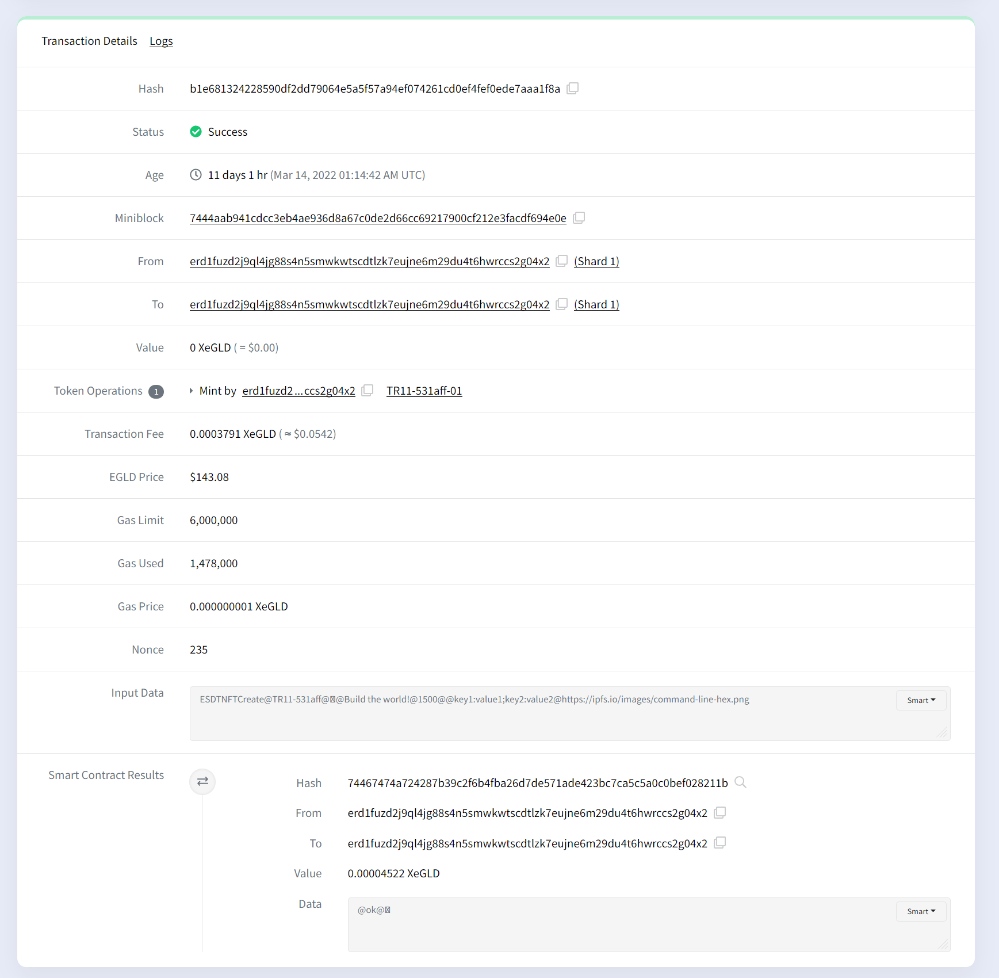 Transaction Details Logs
Hash b1e681324228590df2dd79064e5a5f57a94ef074261cd0ef4fef0ede7aaa1f8a
Status Success
Age 11 days 1 hr (Mar 14, 2022 01:14:42 AM UTC)
Miniblock 7444aab941cdcc3eb4ae936d8a67c0de2d66cc69217900cf212e3facdf694e0e
From erd1fuzd2j9ql4jg88s4n5smwkwtscdtlzk7eujne6m29du4t6hwrccs2g04x2 (Shard 1)
To erd1fuzd2j9ql4jg88s4n5smwkwtscdtlzk7eujne6m29du4t6hwrccs2g04x2 (Shard 1)
Value 0 XeGLD ( = $0.00)
Token Operations 1 Mint by erd1fuzd2...ccs2g04x2 TR11-531aff-01
Transaction Fee 0.0003791 XeGLD ( ≈ $0.0542)
EGLD Price $143.08
Gas Limit 6,000,000
Gas Used 1,478,000
Gas Price 0.000000001 XeGLD
Nonce 235
Input Data ESDTNFTCreate@TR11-531aff@@Build the world!@1500@@key1:value1;key2:value2@https://ipfs.io/images/command-line-hex.png Smart
Smart Contract Results
Hash 74467474a724287b39c2f6b4fba26d7de571ade423bc7ca5c5a0c0bef028211b
From erd1fuzd2j9ql4jg88s4n5smwkwtscdtlzk7eujne6m29du4t6hwrccs2g04x2
To erd1fuzd2j9ql4jg88s4n5smwkwtscdtlzk7eujne6m29du4t6hwrccs2g04x2
Value 0.00004522 XeGLD
Data @ok@ Smart